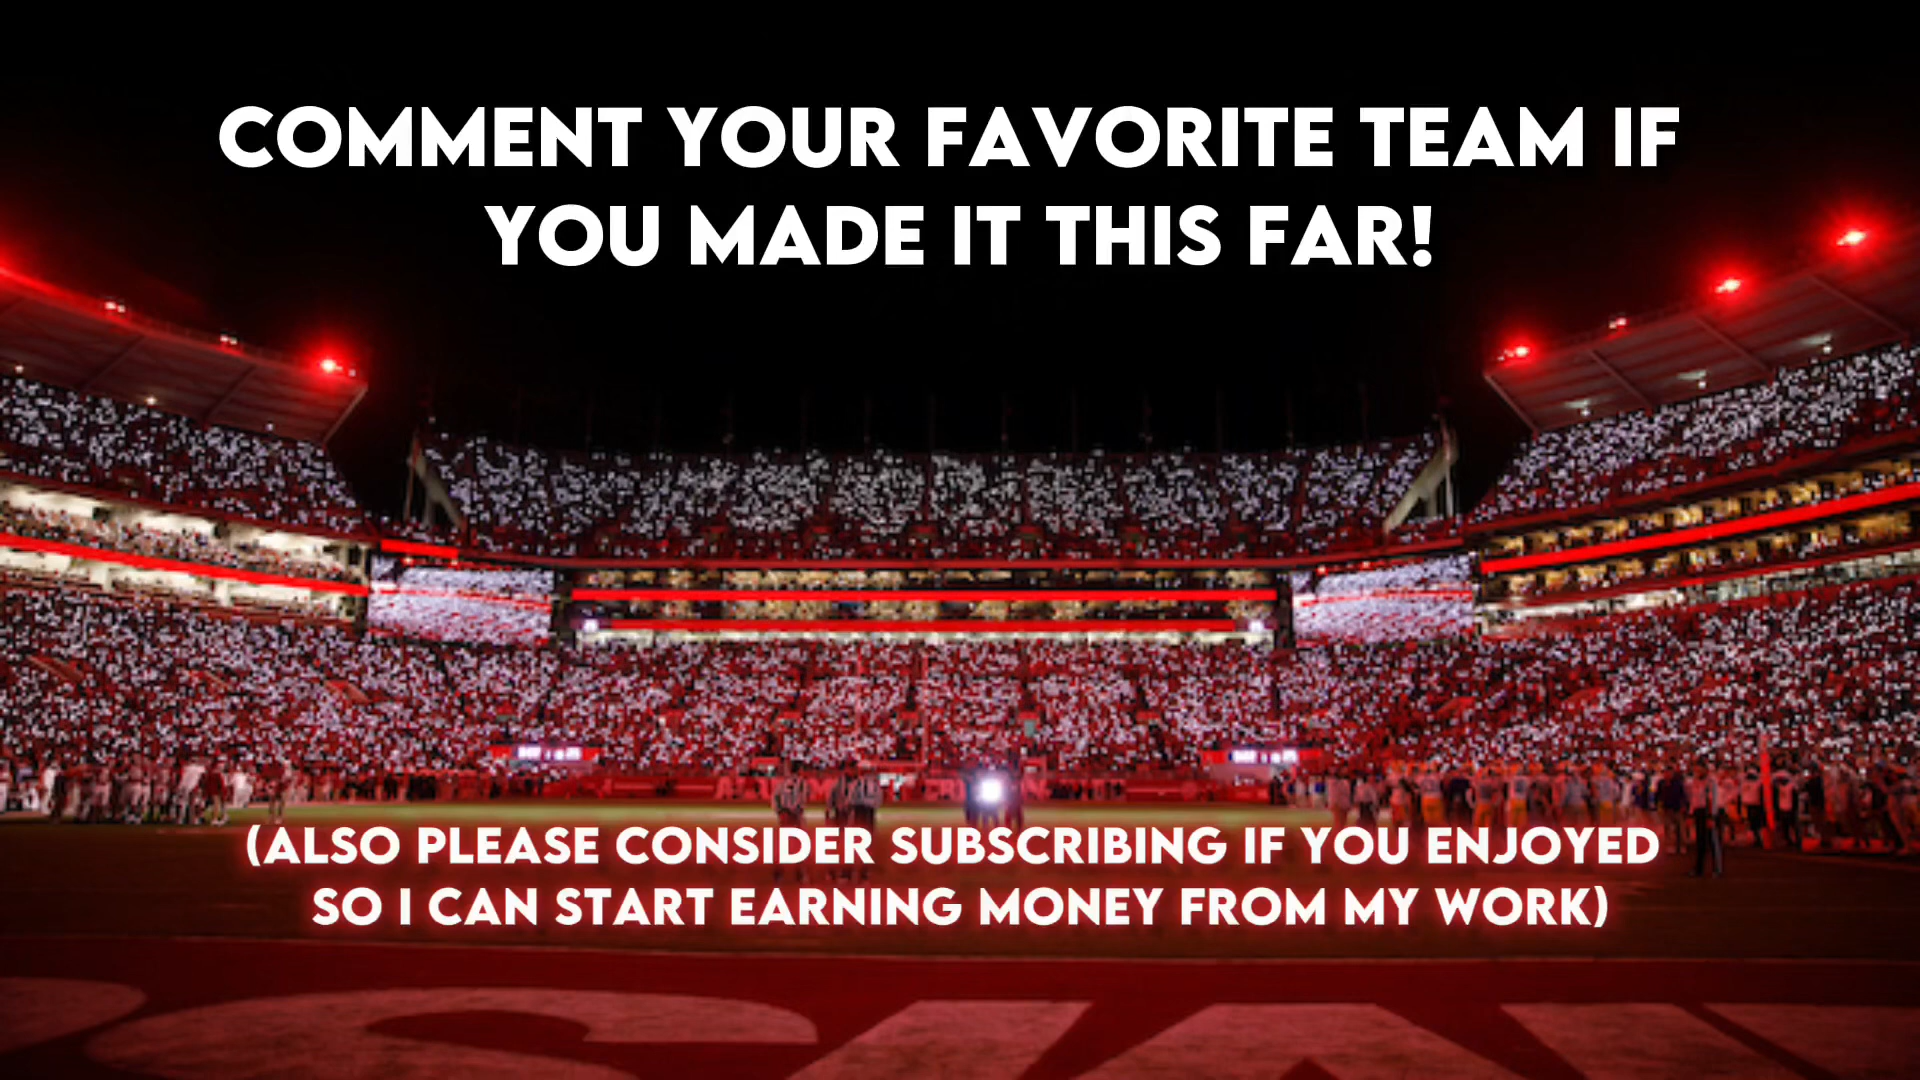 COMMENT YOUR FAVORITE TEAM IF
YOU MADE IT THIS FAR!
(ALSO PLEASE CONSIDER SUBSCRIBING IF YOU ENJOYED
SO I CAN START EARNING MONEY FROM MY WORK)